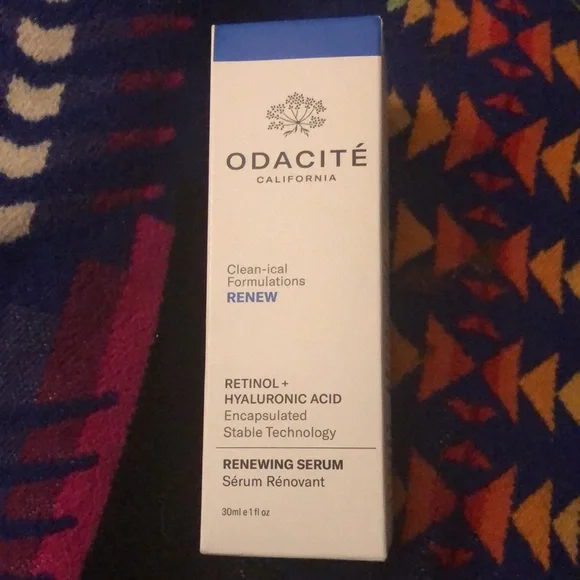 ODACITÉ
CALIFORNIA
Clean-ical
Formulations
RENEW
RETINOL +
HYALURONIC ACID
Encapsulated
Stable Technology
RENEWING SERUM
Sérum Rénovant
30ml e 1 fl oz